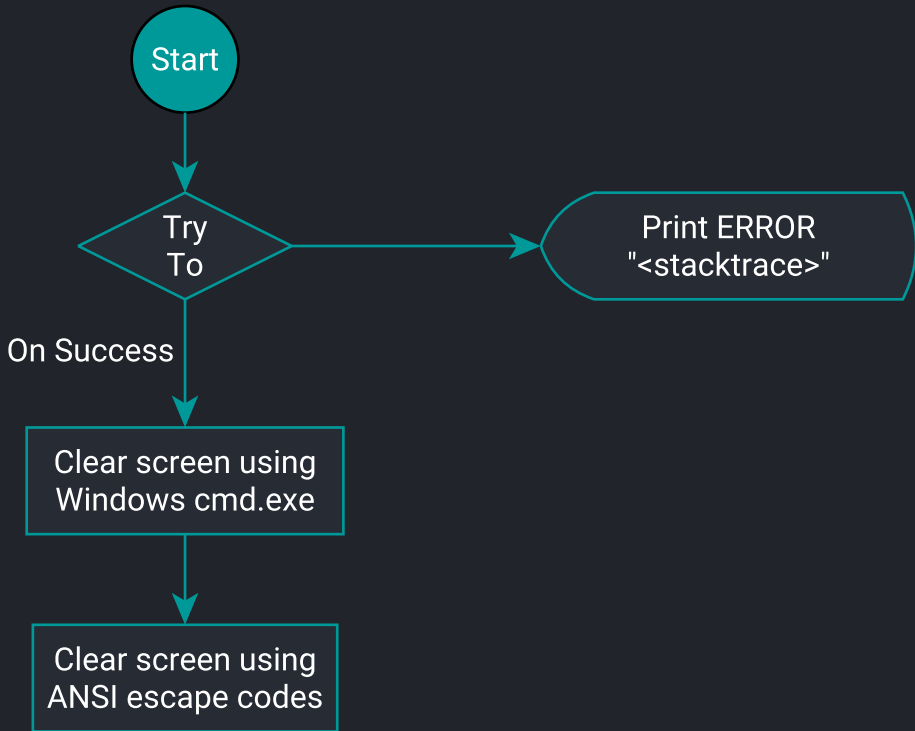 Start
Try
To
Print ERROR
"<stacktrace>"
On Success
Clear screen using
Windows cmd.exe
Clear screen using
ANSI escape codes